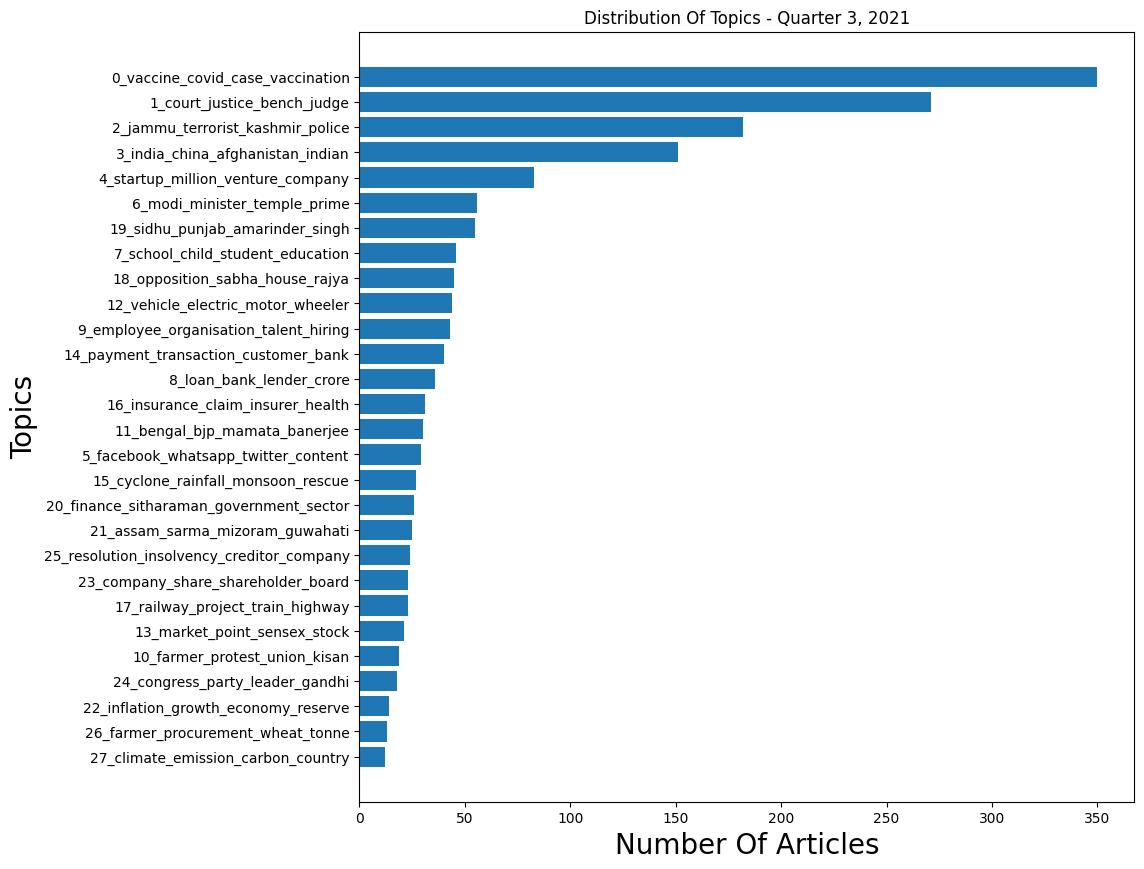 Distribution Of Topics - Quarter 3, 2021
0_vaccine_covid_case_vaccination
1_court_justice_bench_judge
2_jammu_terrorist_kashmir_police
3_india_china_afghanistan_indian
4_startup_million_venture_company
6_modi_minister_temple_prime
19_sidhu_punjab_amarinder_singh
7_school_child_student_education
18_opposition_sabha_house_rajya
12_vehicle_electric_motor_wheeler
9_employee_organisation_talent_hiring
14_payment_transaction_customer_bank
8_loan_bank_lender_crore
16_insurance_claim_insurer_health
11_bengal_bjp_mamata_banerjee
5_facebook_whatsapp_twitter_content
15_cyclone_rainfall_monsoon_rescue
20_finance_sitharaman_government_sector
21_assam_sarma_mizoram_guwahati
25_resolution_insolvency_creditor_company
23_company_share_shareholder_board
17_railway_project_train_highway
13_market_point_sensex_stock
10_farmer_protest_union_kisan
24_congress_party_leader_gandhi
22_inflation_growth_economy_reserve
26_farmer_procurement_wheat_tonne
27_climate_emission_carbon_country
Topics
0 50 100 150 200 250 300 350
Number Of Articles